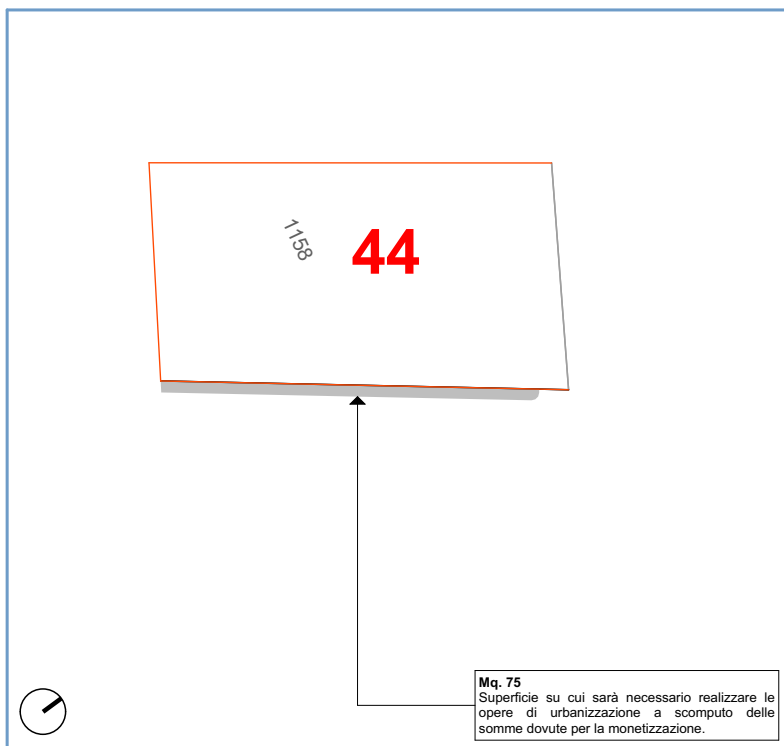 1158
44
Mq. 75
Superficie su cui sarà necessario realizzare le
opere di urbanizzazione a scomputo delle
somme dovute per la monetizzazione.